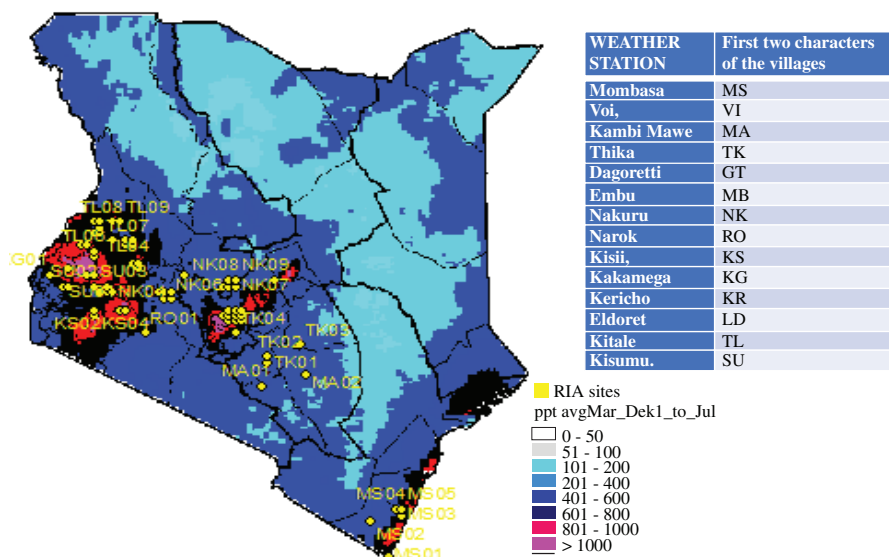 WEATHER STATION First two characters of the villages
Mombasa MS
Voi, VI
Kambi Mawe MA
Thika TK
Dagoretti GT
Embu MB
Nakuru NK
Narok RO
Kisii, KS
Kakamega KG
Kericho KR
Eldoret LD
Kitale TL
Kisumu. SU
TL08 TL09
TL07
TL04
SU03
NK08 NK09
NK06 NK07
KS02 KS04 RO01
TK04
TK03
TK01
MA01
MA02
MS04 MS05
MS03
MS02
MS01
RIA sites
ppt avgMar_Dek1_to_Jul
0 - 50
51 - 100
101 - 200
201 - 400
401 - 600
601 - 800
801 - 1000
> 1000